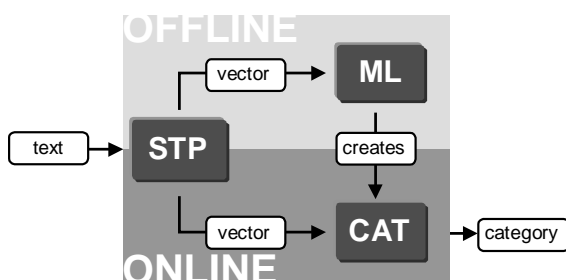 OFFLINE
vector
ML
text
STP
creates
vector
CAT
category
ONLINE